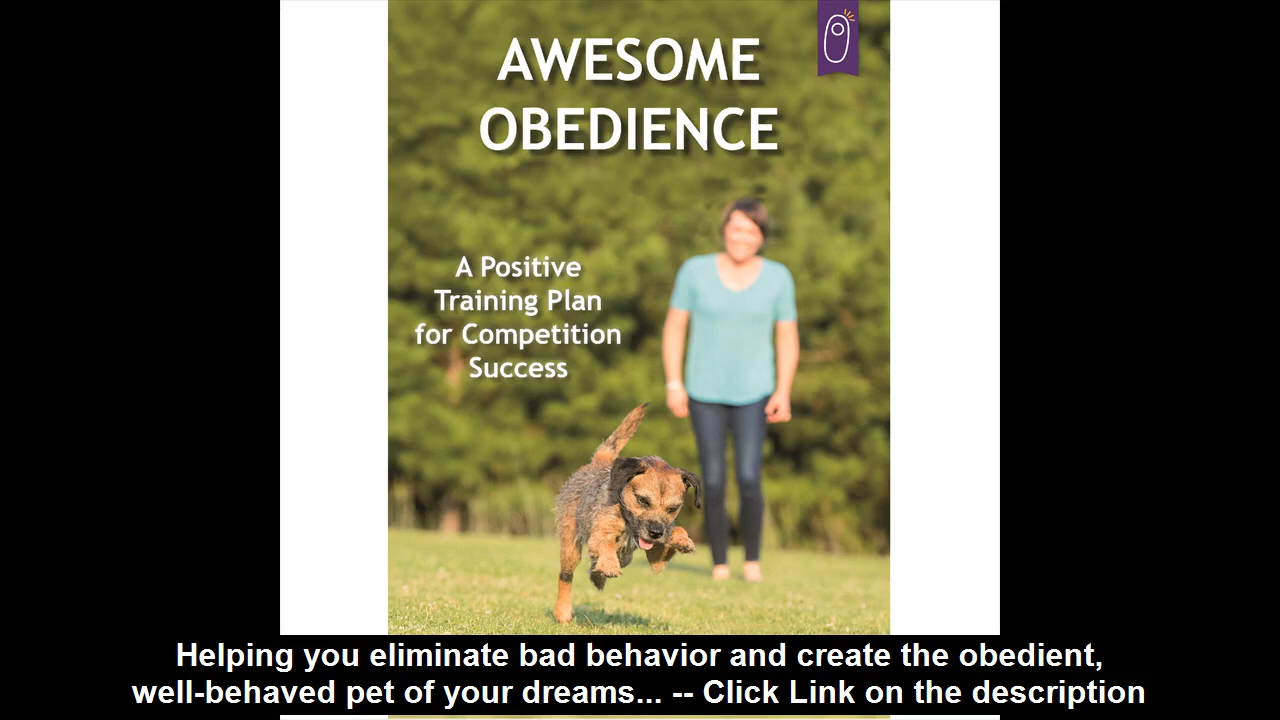 AWESOME
OBEDIENCE
A Positive
Training Plan
for Competition
Success
Helping you eliminate bad behavior and create the obedient,
well-behaved pet of your dreams... -- Click Link on the description